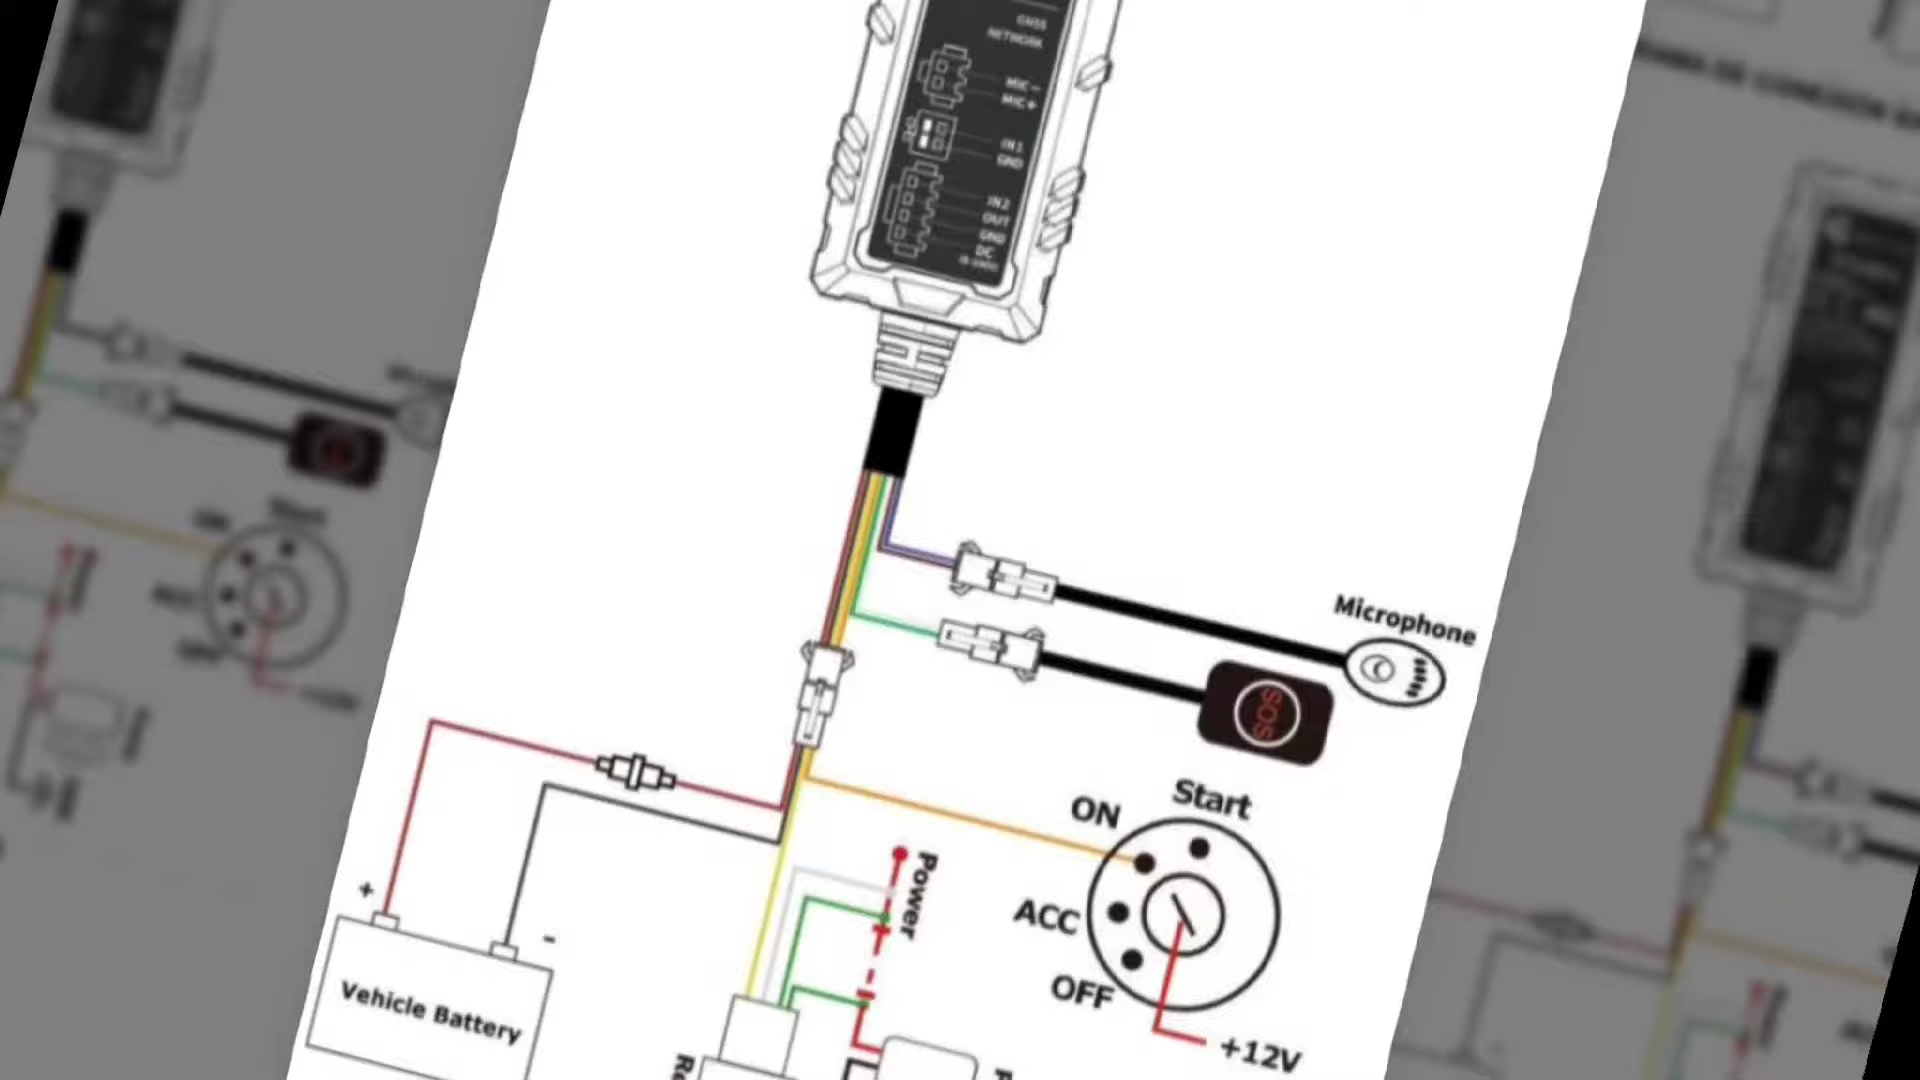 GNSS
NETWORK
MIC-
MIC+
IN1
GND
IN2
OUT
GND
DC
Microphone
SOS
Start
ON
ACC
OFF
+12V
Power
+
-
Vehicle Battery